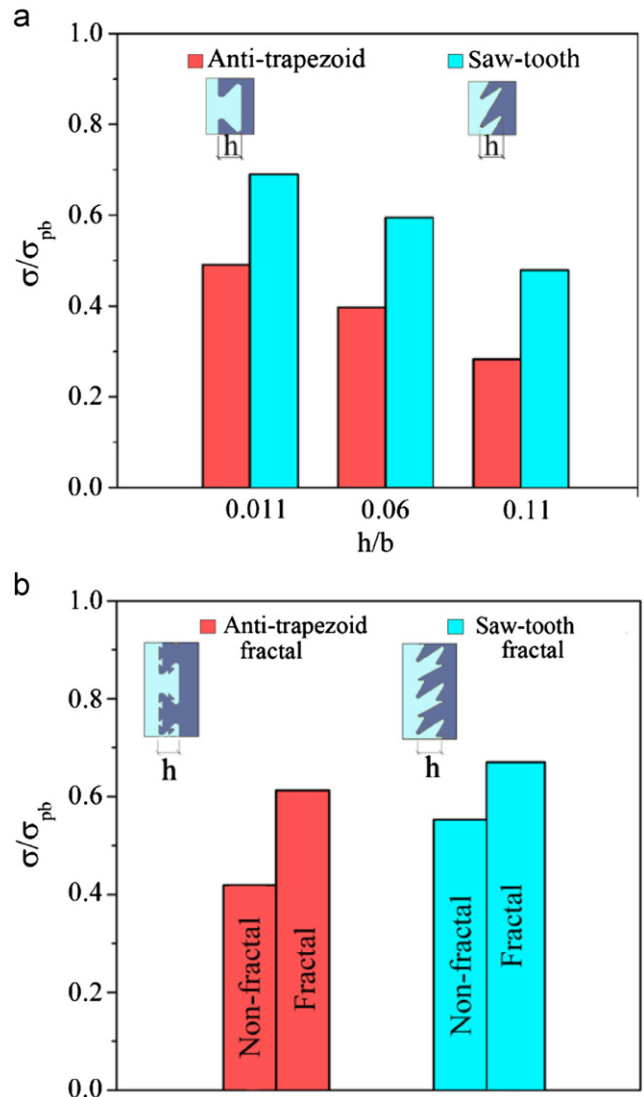 a
Anti-trapezoid
Saw-tooth
h
h
1.0
0.8
0.6
0.4
0.2
0.0
σ/σpb
0.011
0.06
0.11
h/b
b
Anti-trapezoid
fractal
Saw-tooth
fractal
h
h
1.0
0.8
0.6
0.4
0.2
0.0
σ/σpb
Non-fractal
Fractal
Non-fractal
Fractal